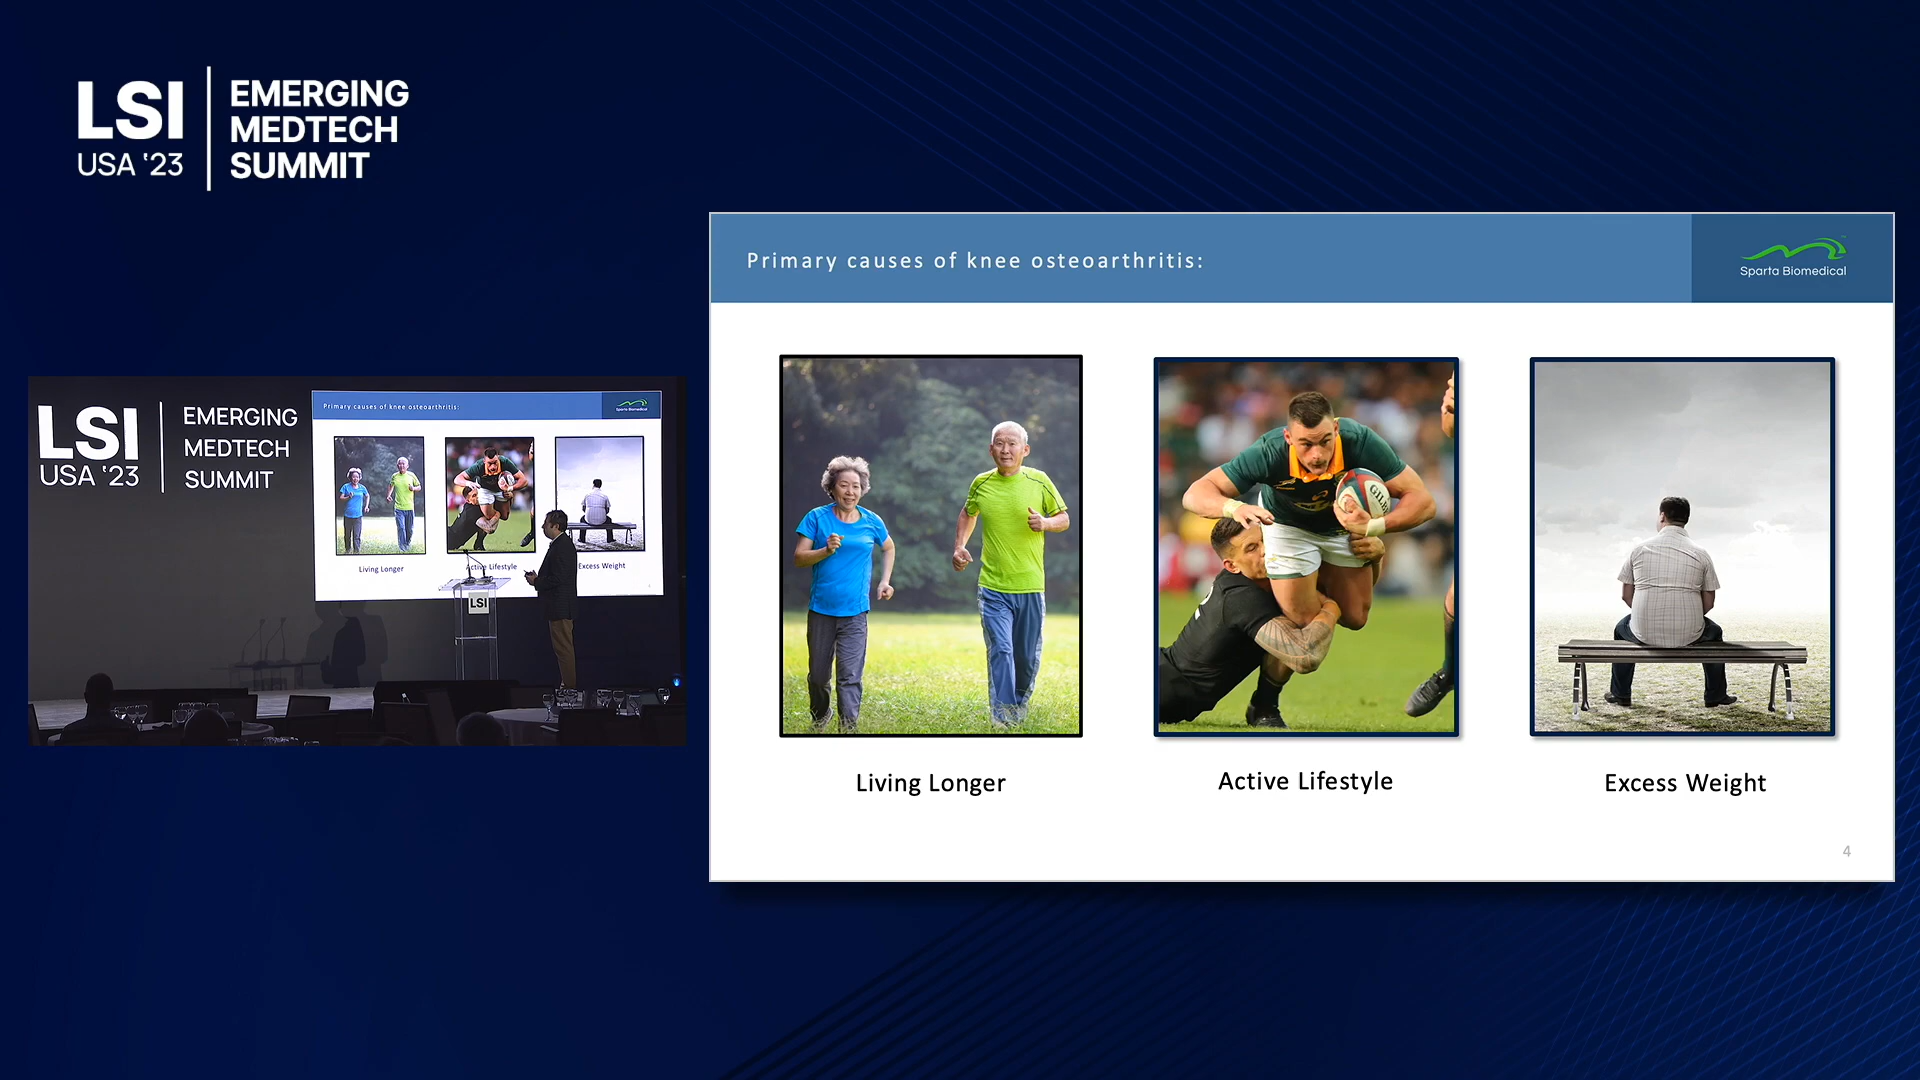 LSI
USA ‘23
EMERGING
MEDTECH
SUMMIT
LSI
USA ‘23
EMERGING
MEDTECH
SUMMIT
Primary causes of knee osteoarthritis:
Sparta Biomedical
Living Longer
Active Lifestyle
Excess Weight
LSI
Primary causes of knee osteoarthritis:
Sparta Biomedical
Living Longer
Active Lifestyle
Excess Weight
4